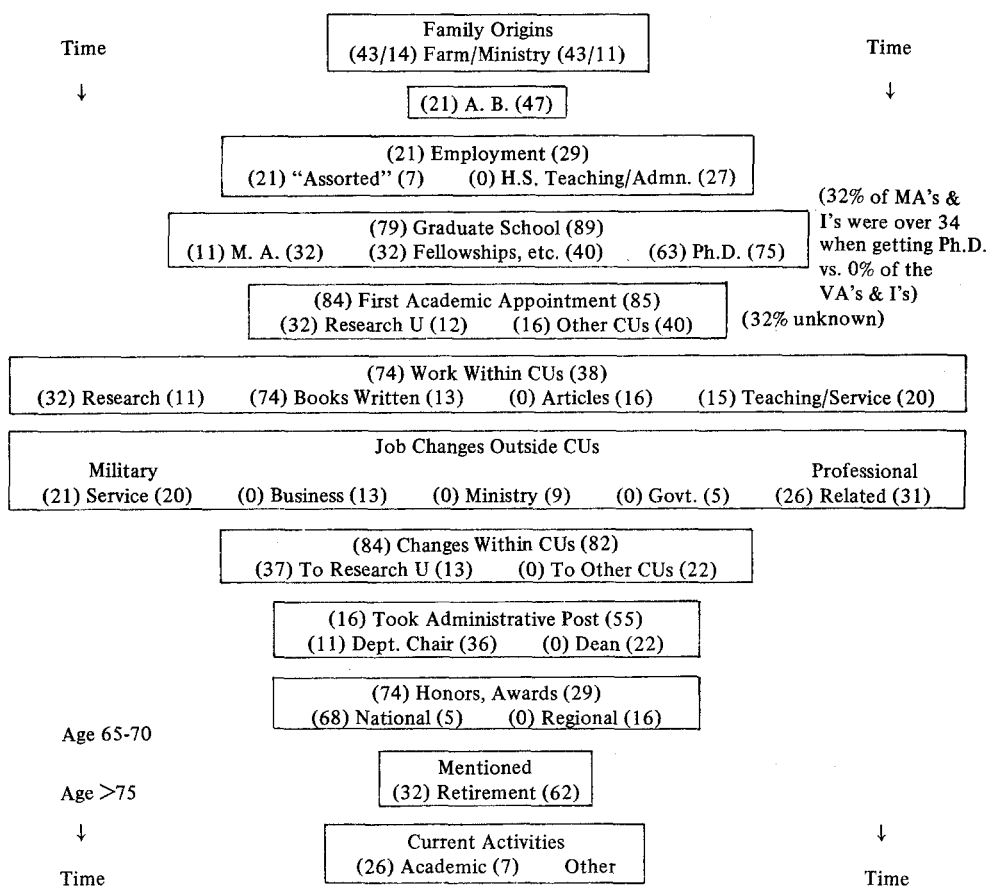 Time
Family Origins
(43/14) Farm/Ministry (43/11)
Time
↓
(21) A. B. (47)
↓
(21) Employment (29)
(21) "Assorted" (7) (0) H.S. Teaching/Admn. (27)
(79) Graduate School (89)
(11) M. A. (32) (32) Fellowships, etc. (40) (63) Ph.D. (75)
(32% of MA's &
I's were over 34
when getting Ph.D.
vs. 0% of the
VA's & I's)
(84) First Academic Appointment (85)
(32) Research U (12) (16) Other CUs (40)
(32% unknown)
(74) Work Within CUs (38)
(32) Research (11) (74) Books Written (13) (0) Articles (16) (15) Teaching/Service (20)
Job Changes Outside CUs
Military Professional
(21) Service (20) (0) Business (13) (0) Ministry (9) (0) Govt. (5) (26) Related (31)
(84) Changes Within CUs (82)
(37) To Research U (13) (0) To Other CUs (22)
(16) Took Administrative Post (55)
(11) Dept. Chair (36) (0) Dean (22)
(74) Honors, Awards (29)
(68) National (5) (0) Regional (16)
Age 65-70
Mentioned
(32) Retirement (62)
Age >75
↓
Current Activities
(26) Academic (7) Other
↓
Time
Time